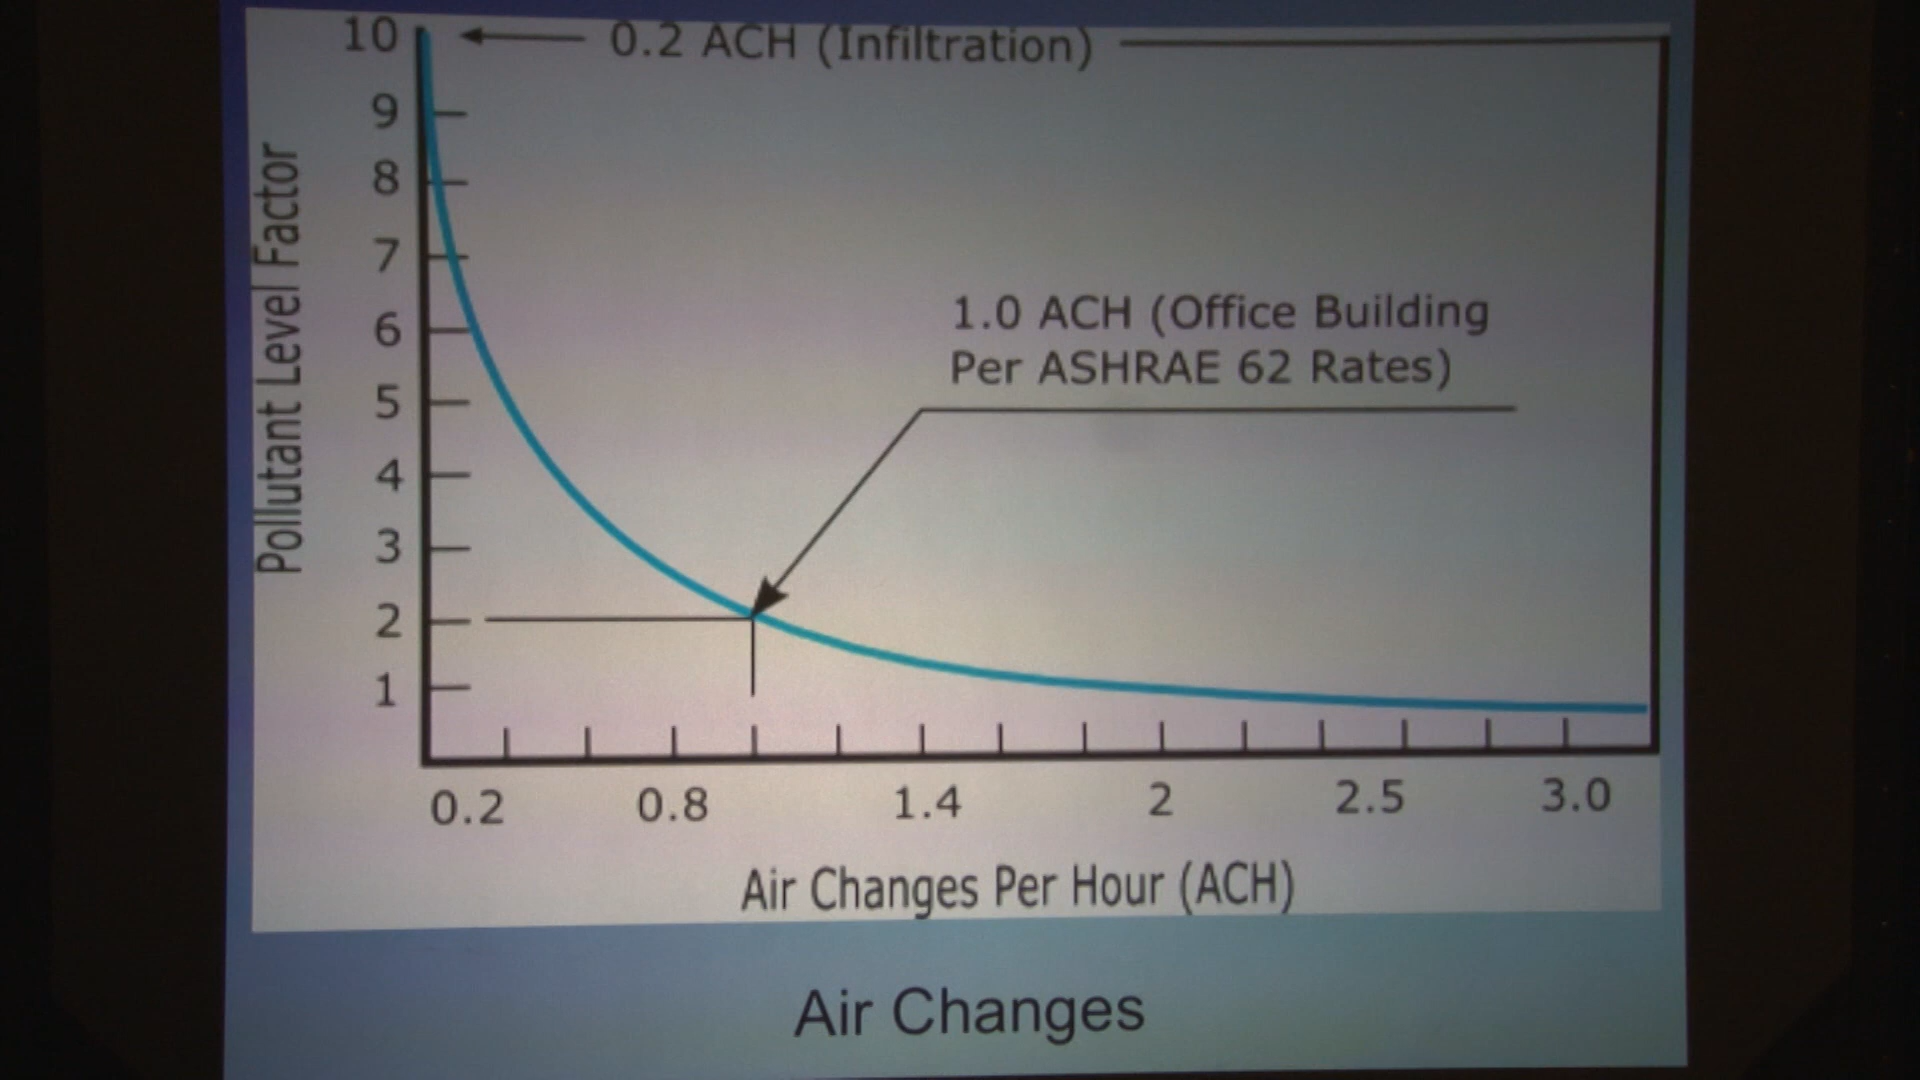 10
0.2 ACH (Infiltration)
9
8
7
6
5
4
3
2
1
Pollutant Level Factor
1.0 ACH (Office Building
Per ASHRAE 62 Rates)
0.2 0.8 1.4 2 2.5 3.0
Air Changes Per Hour (ACH)
Air Changes